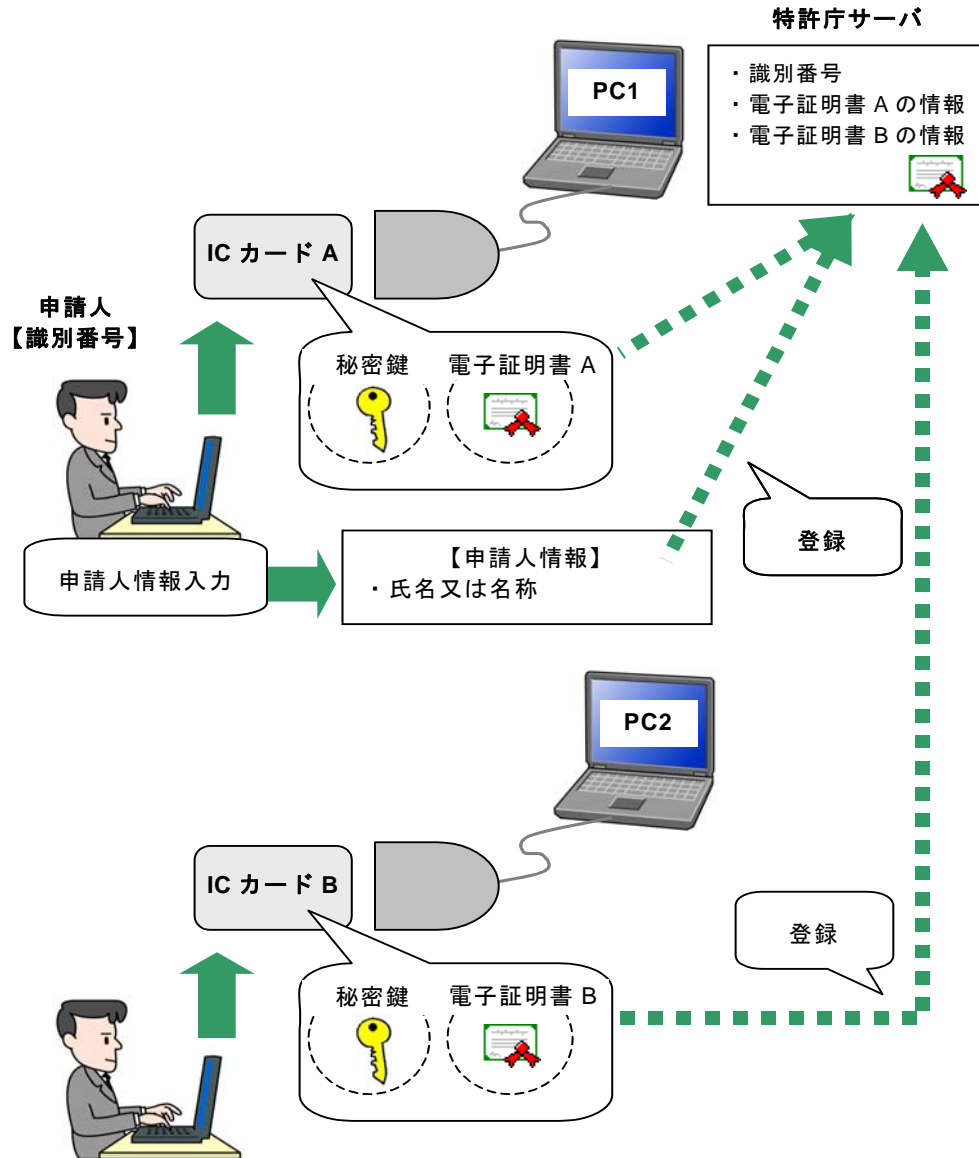 特許庁サーバ
・識別番号
・電子証明書 A の情報
・電子証明書 B の情報
PC1
IC カード A
申請人
【識別番号】
秘密鍵
電子証明書 A
登録
申請人情報入力
【申請人情報】
・氏名又は名称
PC2
IC カード B
登録
秘密鍵
電子証明書 B